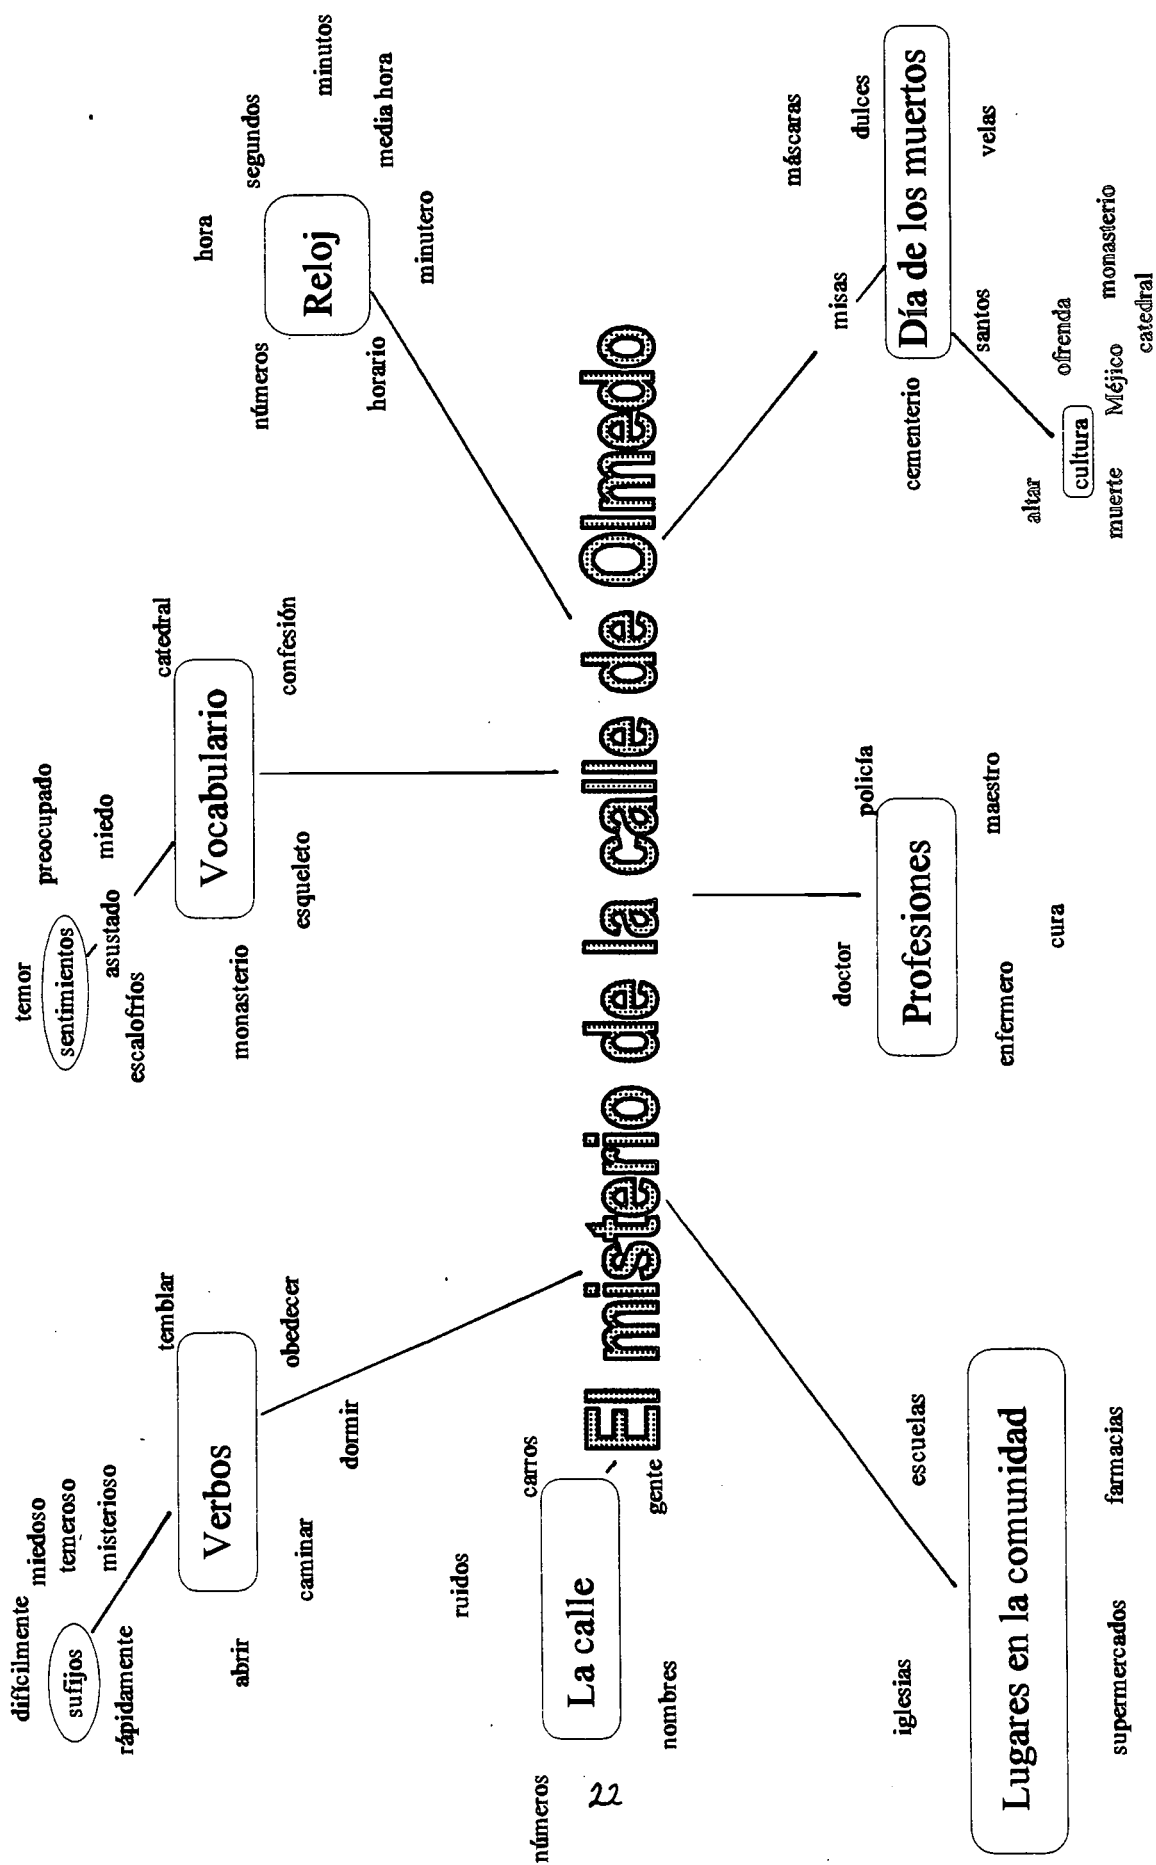 difícilmente
sufijos
miedoso
temeroso
misterioso
rápidamente
Verbos
temblar
abrir
caminar
dormir
obedecer
temor
sentimientos
preocupado
asustado
miedo
escalofríos
Vocabulario
catedral
monasterio
esqueleto
confesión
hora
segundos
minutos
números
Reloj
media hora
horario
minutero
ruidos
carros
números
La calle
nombres
gente
22
El misterio de la calle de Olmedo
iglesias
escuelas
Lugares en la comunidad
supermercados
farmacias
doctor
policía
Profesiones
enfermero
maestro
cura
misas
máscaras
dulces
cementerio
Día de los muertos
santos
velas
altar
cultura
ofrenda
muerte
Méjico
monasterio
catedral